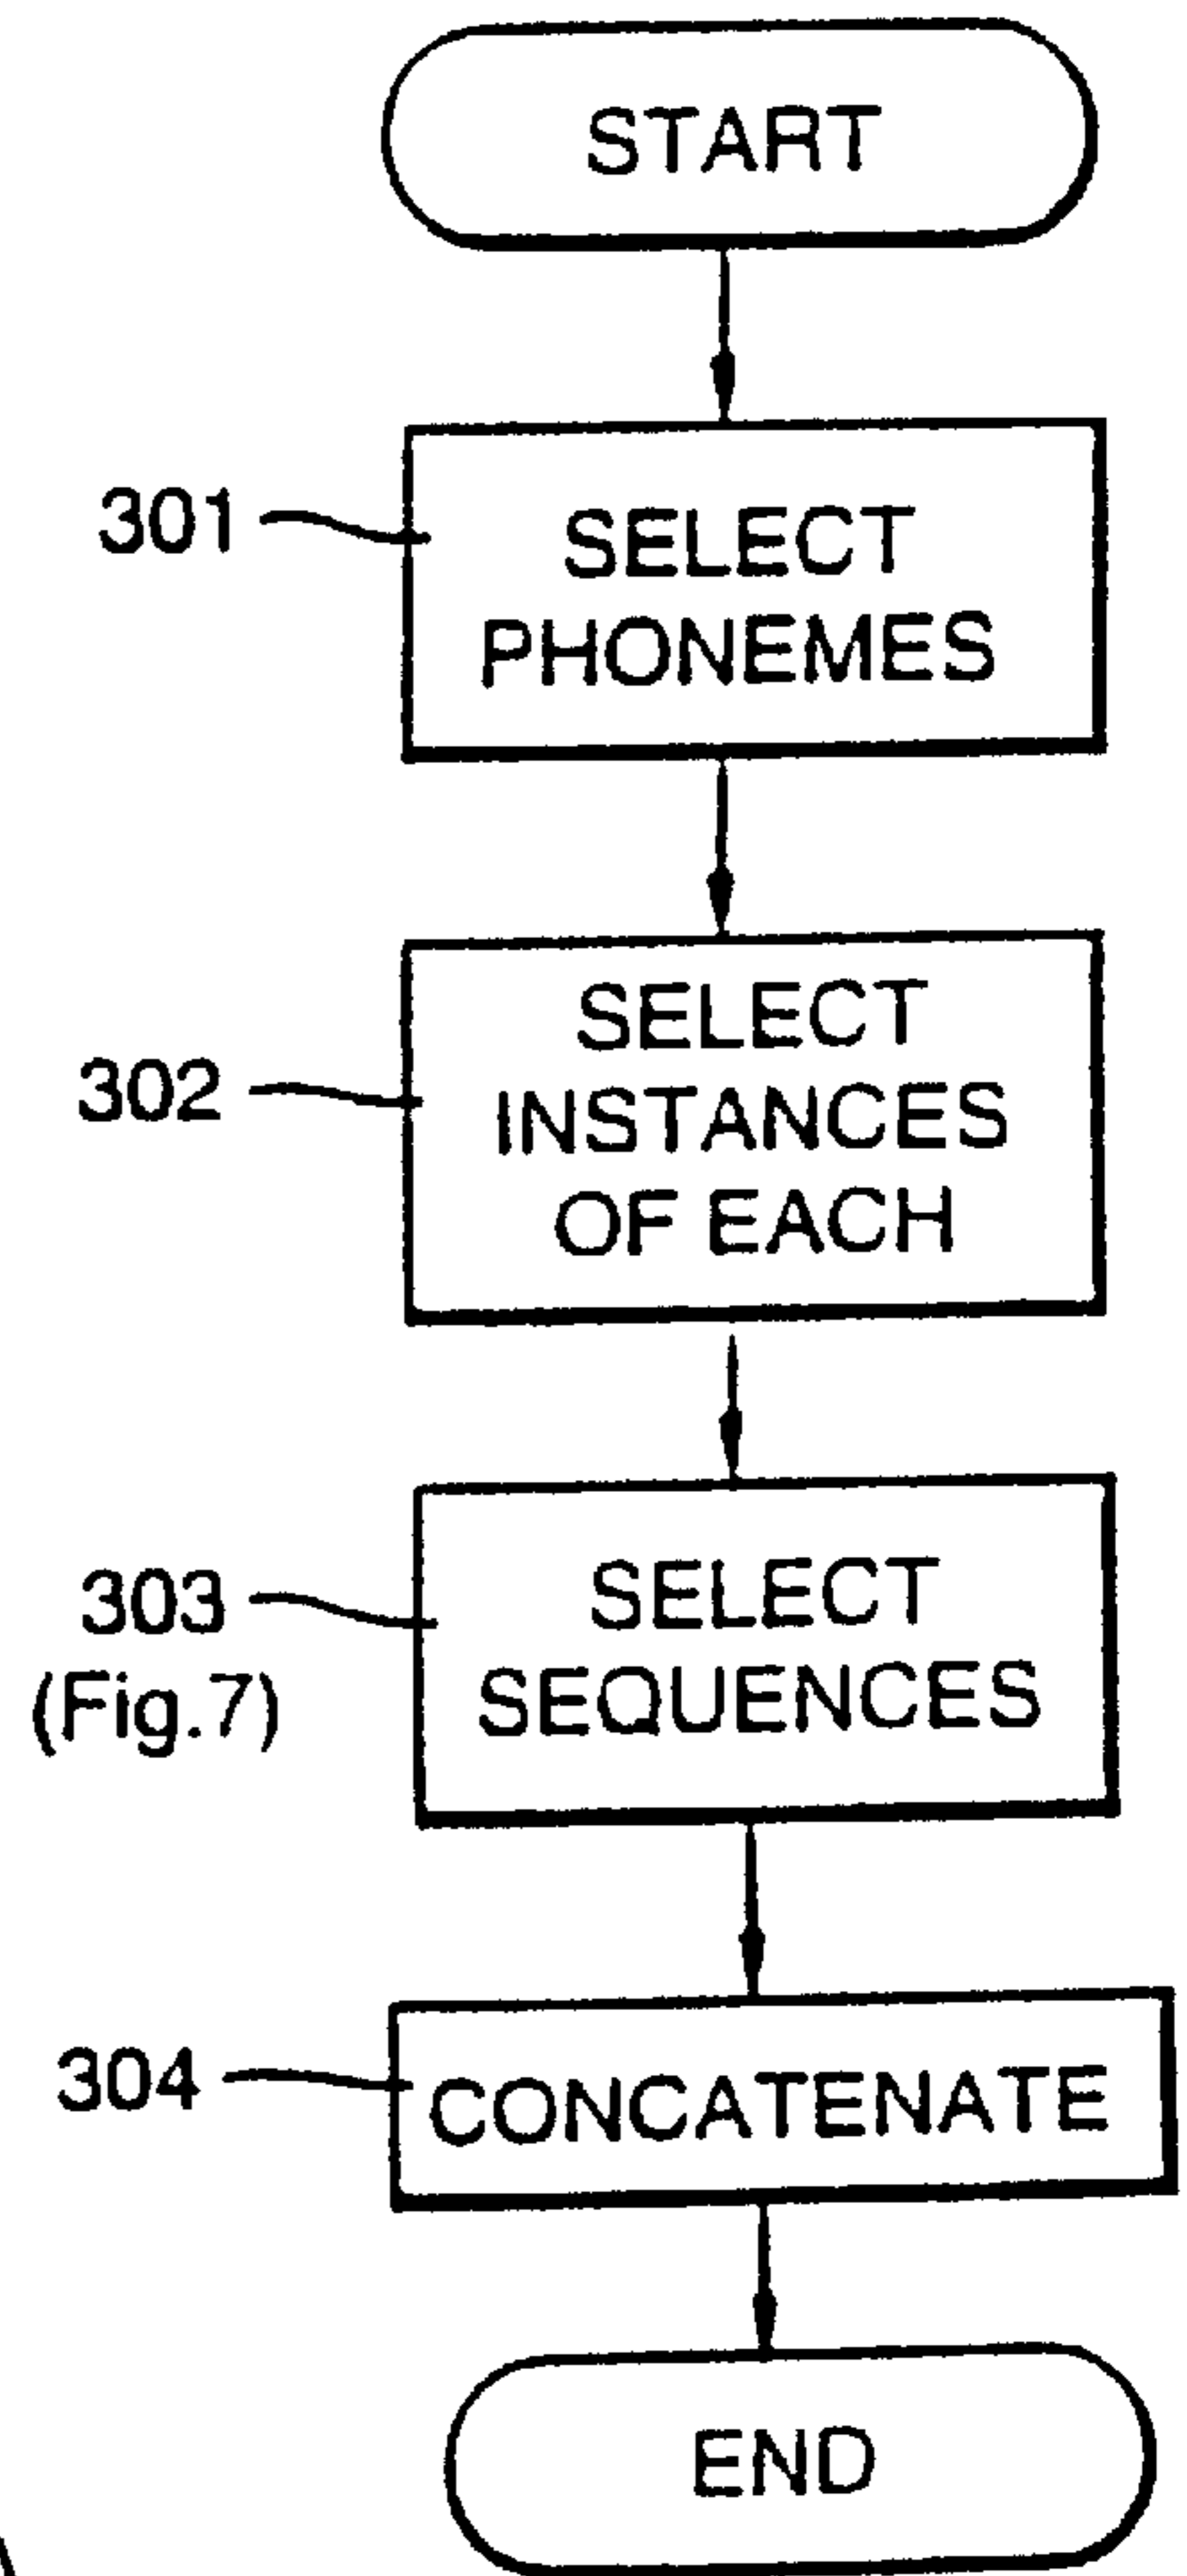 START
301
SELECT
PHONEMES
302
SELECT
INSTANCES
OF EACH
303
(Fig.7)
SELECT
SEQUENCES
304
CONCATENATE
END